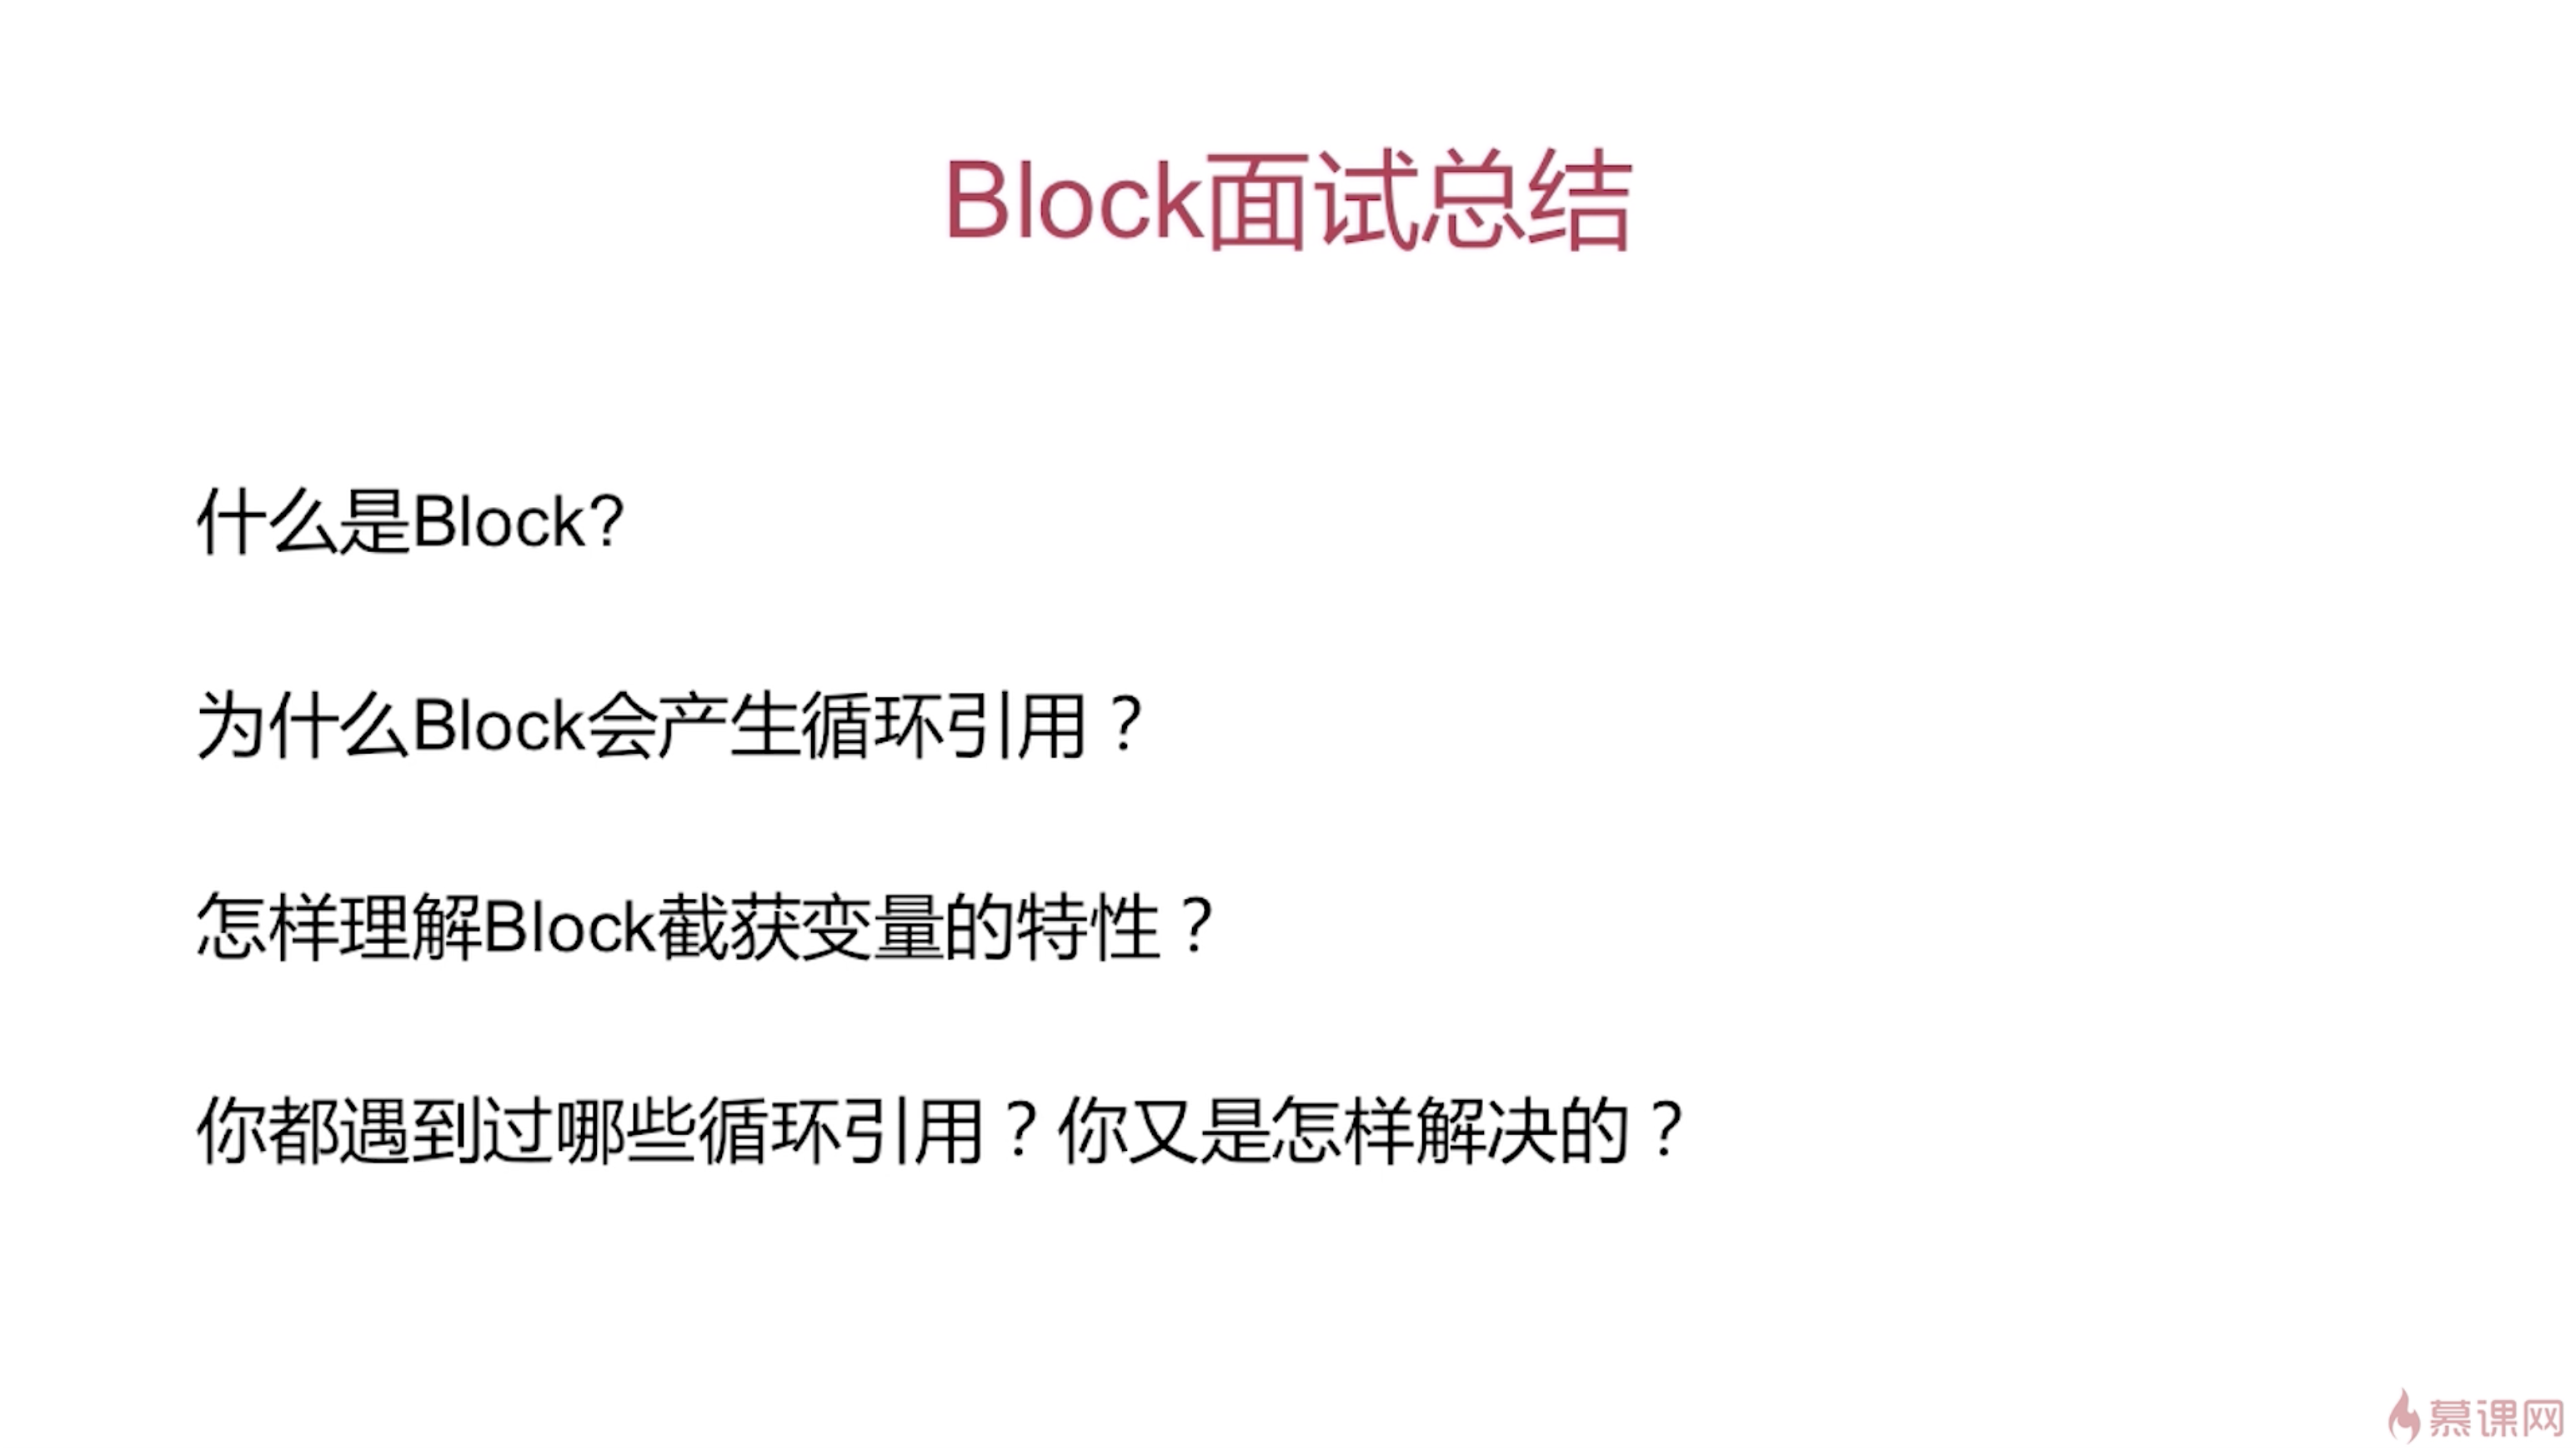 Block面试总结
什么是Block?
为什么Block会产生循环引用？
怎样理解Block截获变量的特性？
你都遇到过哪些循环引用？你又是怎样解决的？
慕课网